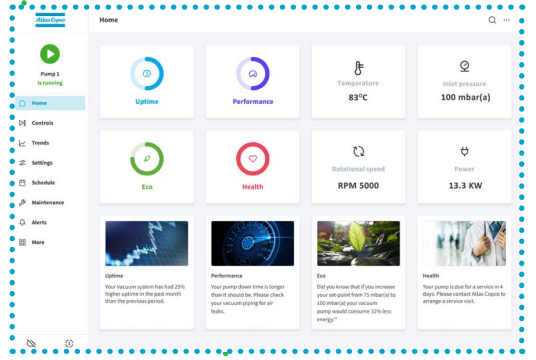 Atlas Copco
Home
Pump 1
is running
Home
Controls
Trends
Settings
Schedule
Maintenance
Alerts
More
Uptime
Performance
Temperature
83°C
Inlet pressure
100 mbar(a)
Eco
Health
Rotational speed
RPM 5000
Power
13.3 KW
Uptime
Your Vacuum system has had 25%
higher uptime in the past month
than the previous period.
Performance
Your pump down time is longer
than it should be. Please check
your vacuum piping for air
leaks.
Eco
Did you know that if you increase
your set-point from 75 mbar(a) to
100 mbar(a) your vacuum
pump would consume 32% less
energy!"
Health
Your pump is due for a service in 4
days. Please contact Atlas Copco to
arrange a service visit.